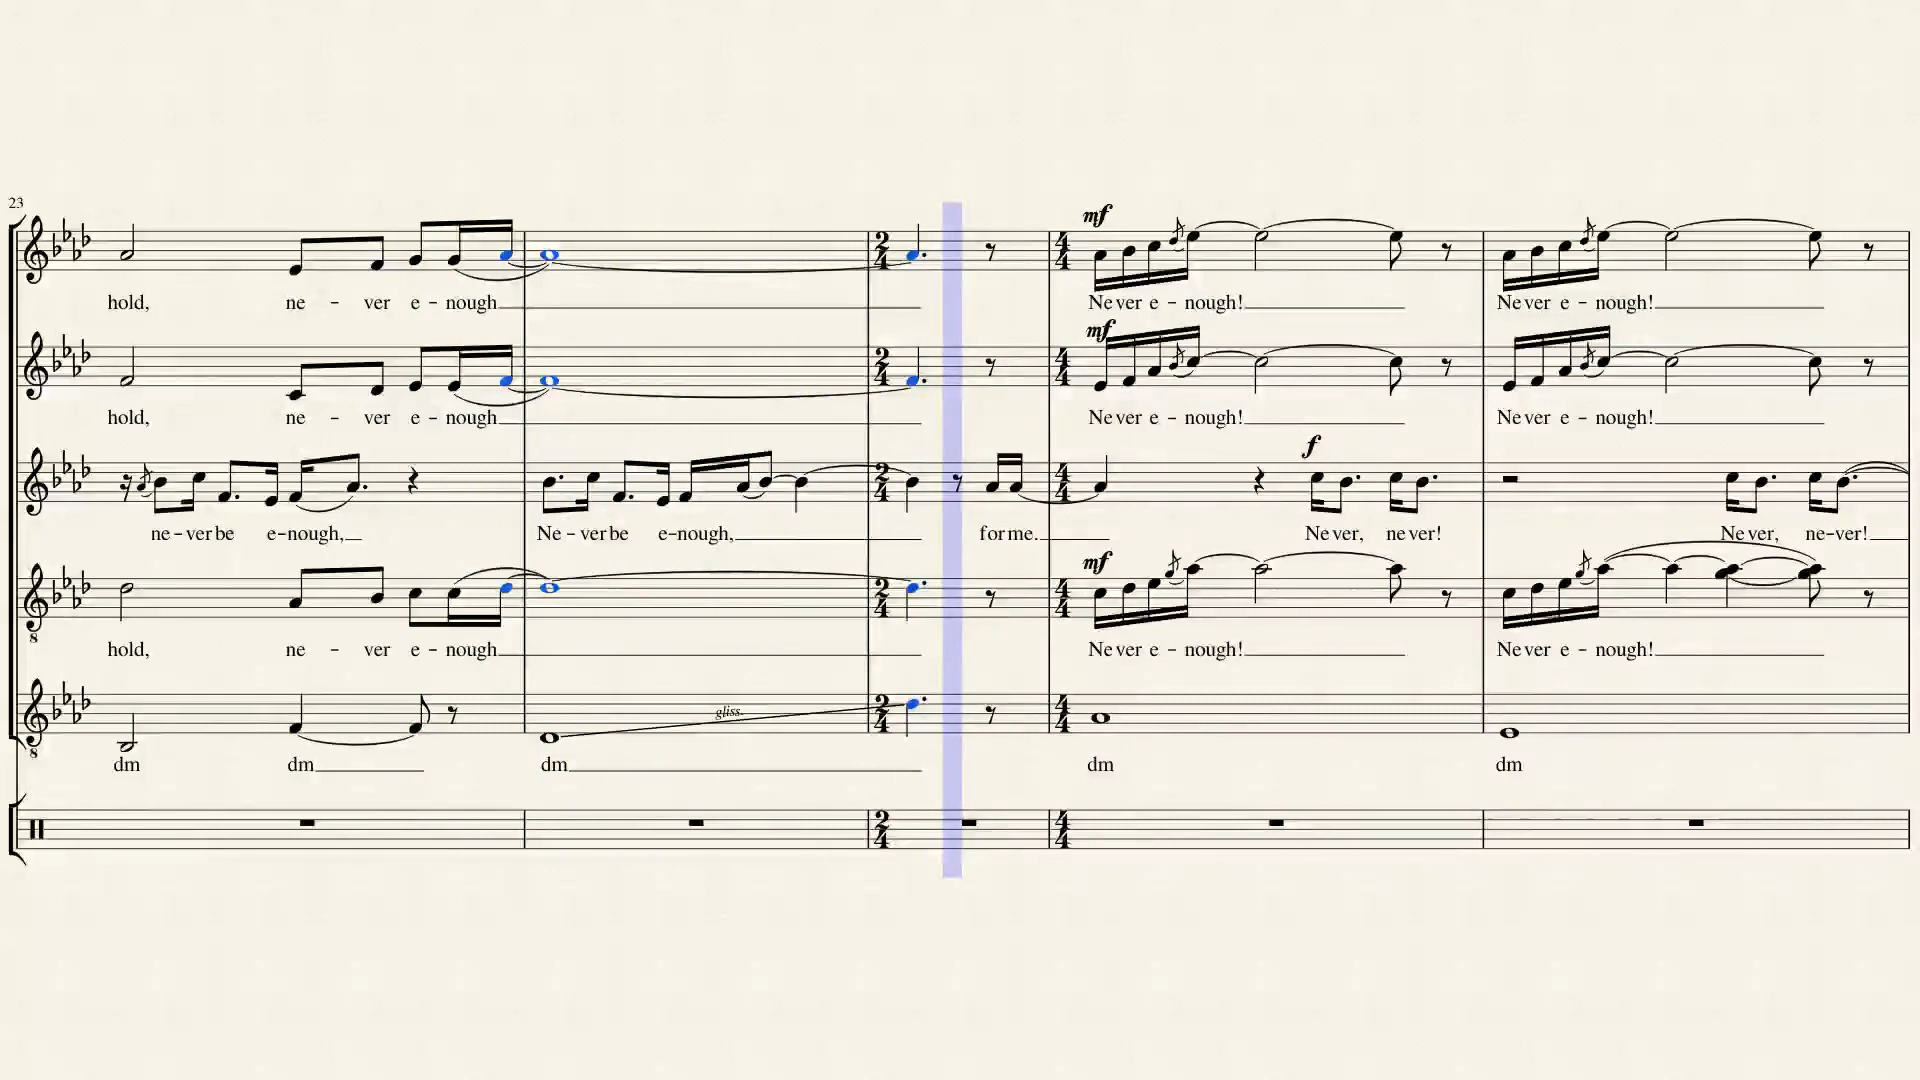 23
mf
hold, ne - ver e - nough Never e - nough! Never e - nough!
mf
hold, ne - ver e - nough Never e - nough! Never e - nough!
f
ne - ver be e - nough, Ne - ver be e - nough, for me. Never, never! Never, ne - ver!
mf
hold, ne - ver e - nough Never e - nough! Never e - nough!
gliss.
dm dm dm dm dm